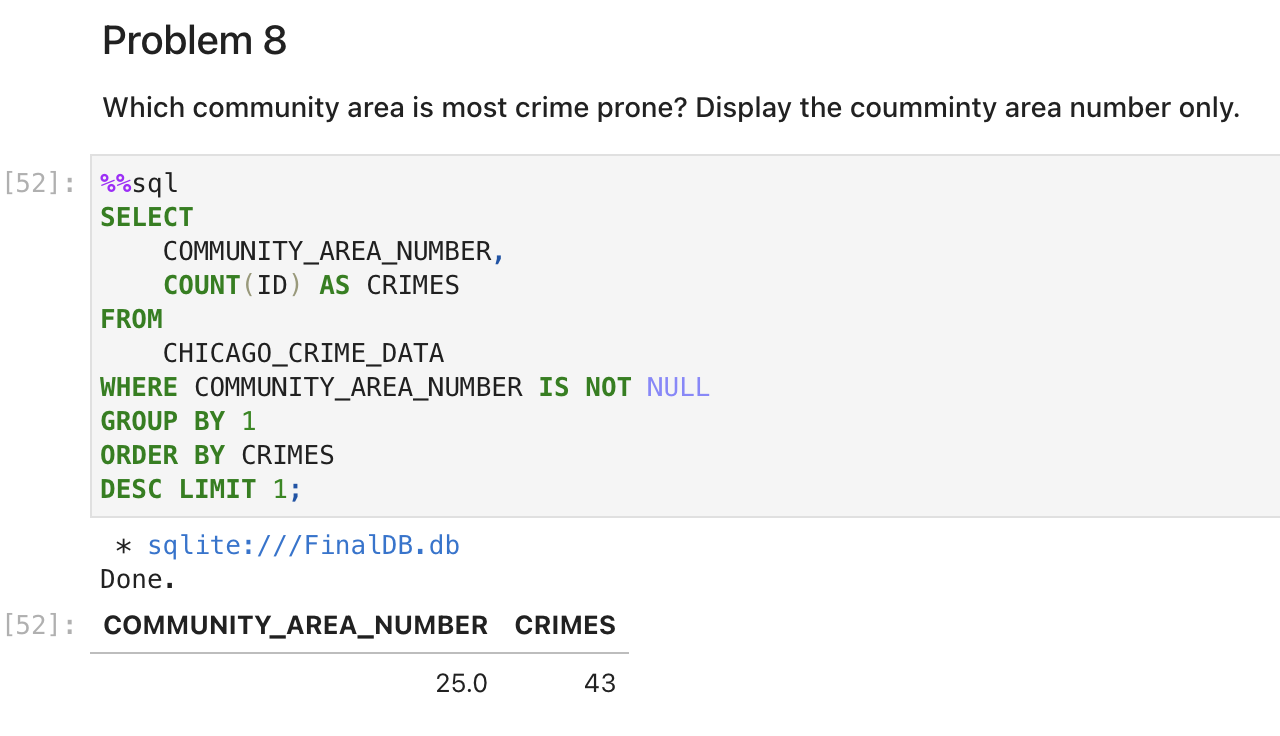 Problem 8
Which community area is most crime prone? Display the coumminty area number only.
[52]:
%%sql
SELECT
    COMMUNITY_AREA_NUMBER,
    COUNT(ID) AS CRIMES
FROM
    CHICAGO_CRIME_DATA
WHERE COMMUNITY_AREA_NUMBER IS NOT NULL
GROUP BY 1
ORDER BY CRIMES
DESC LIMIT 1;
* sqlite:///FinalDB.db
Done.
[52]: COMMUNITY_AREA_NUMBER CRIMES
25.0 43